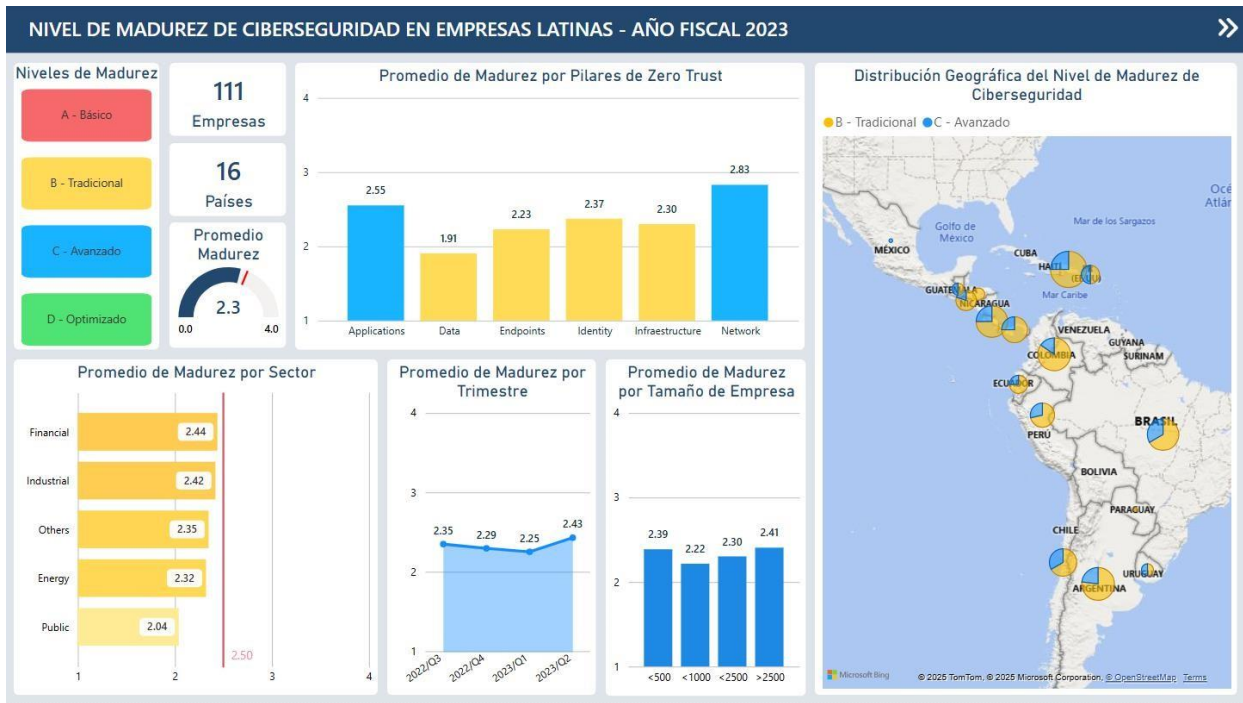 NIVEL DE MADUREZ DE CIBERSEGURIDAD EN EMPRESAS LATINAS - AÑO FISCAL 2023
Niveles de Madurez
A - Básico
B - Tradicional
C - Avanzado
D - Optimizado
111
Empresas
16
Países
Promedio
Madurez
2.3
0.0
4.0
Promedio de Madurez por Pilares de Zero Trust
4
3
2
1
2.55
1.91
2.23
2.37
2.30
2.83
Applications
Data
Endpoints
Identity
Infrastructure
Network
Distribución Geográfica del Nivel de Madurez de
Ciberseguridad
B - Tradicional
C - Avanzado
Océ
Atlán
Golfo de
México
Mar de los Sargazos
MÉXICO
CUBA
HAITÍ
(EE.UU)
GUATEMALA
Mar Caribe
NICARAGUA
VENEZUELA
GUYANA
COLOMBIA
SURINAM
ECUADOR
BRASIL
PERÚ
BOLIVIA
PARAGUAY
CHILE
URUGUAY
ARGENTINA
Microsoft Bing
© 2025 TomTom, © 2025 Microsoft Corporation, © OpenStreetMap
Terms
Promedio de Madurez por Sector
Financial
2.44
Industrial
2.42
Others
2.35
Energy
2.32
Public
2.04
2.50
1
2
3
4
Promedio de Madurez por
Trimestre
4
3
2
1
2.35
2.29
2.25
2.43
2022/Q3
2022/Q4
2023/Q1
2023/Q2
Promedio de Madurez
por Tamaño de Empresa
4
3
2
1
2.39
2.22
2.30
2.41
<500
<1000
<2500
>2500